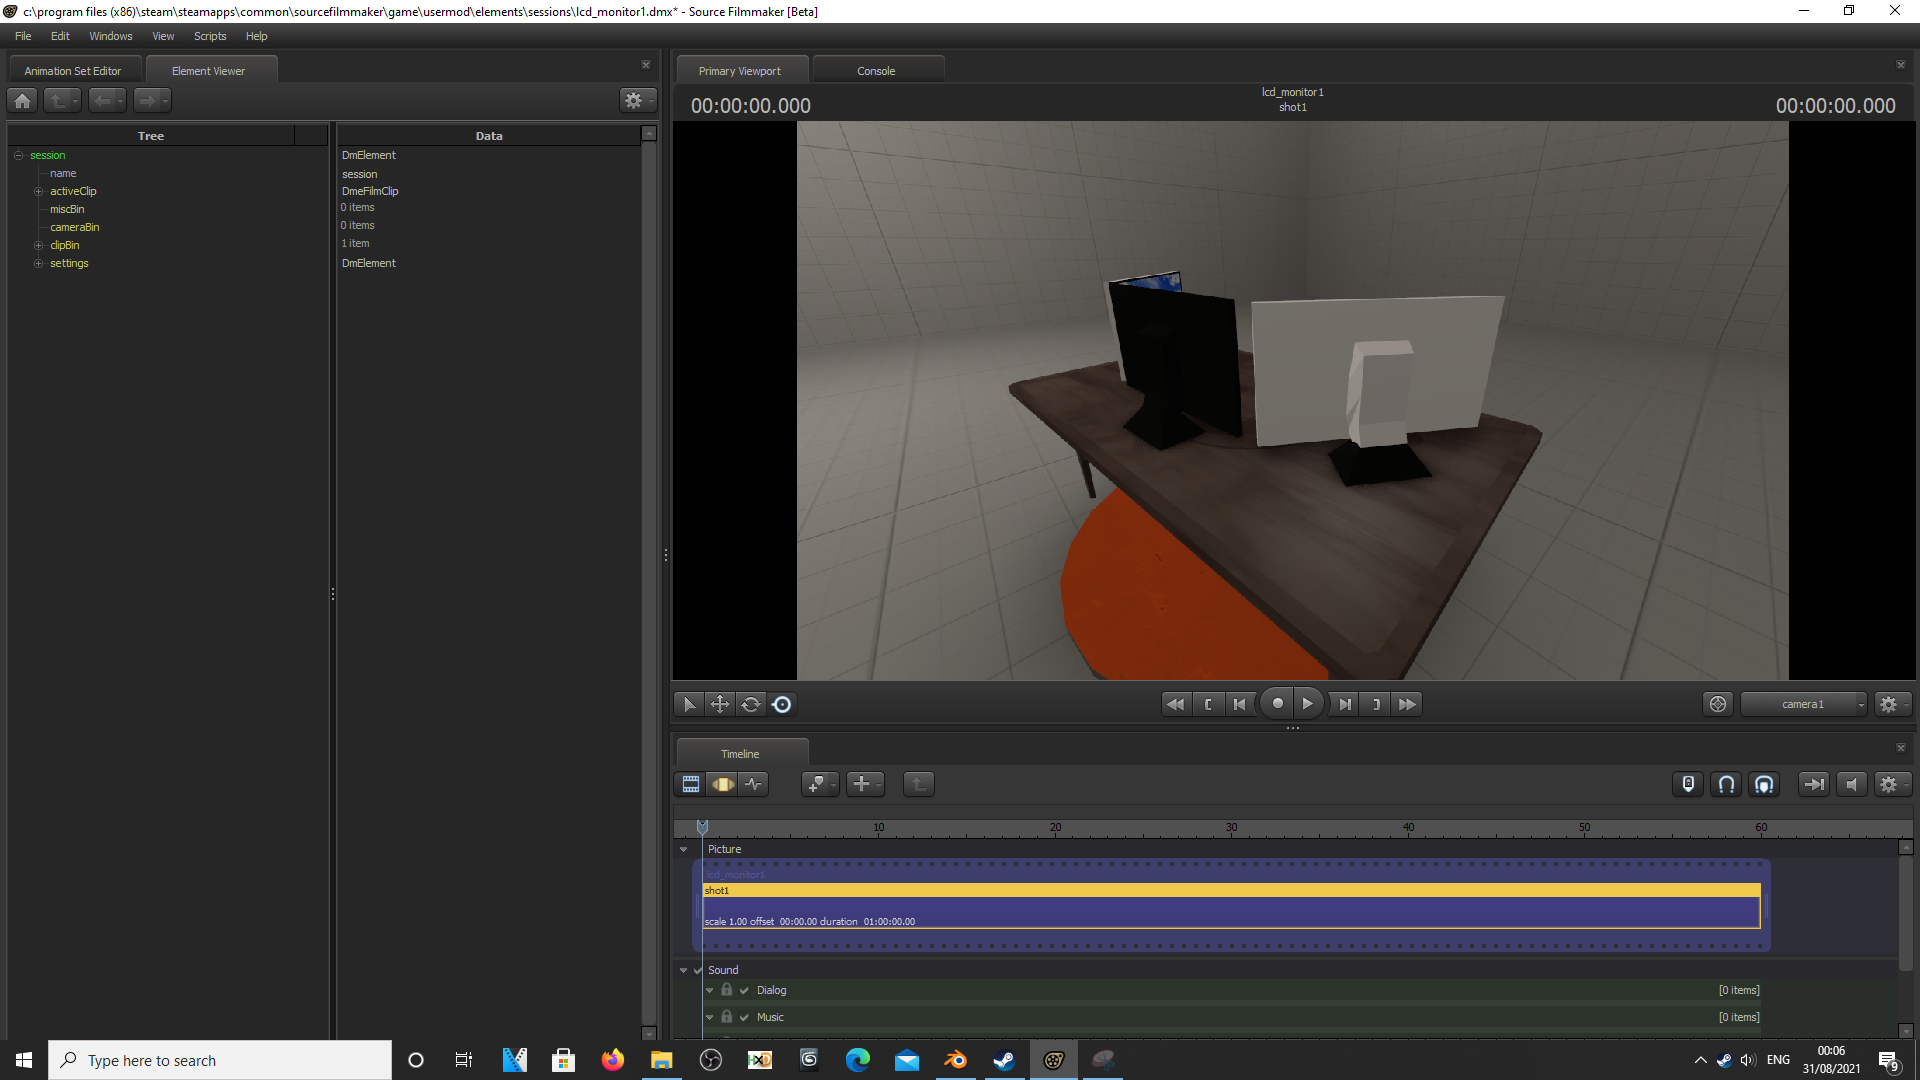 c:\program files (x86)\steam\steamapps\common\sourcefilmmaker\game\usermod\elements\sessions\lcd_monitor1.dmx* - Source Filmmaker [Beta]
File Edit Windows View Scripts Help
Animation Set Editor Element Viewer
Primary Viewport Console
00:00:00.000 lcd_monitor1 00:00:00.000
shot1
Tree Data
session DmElement
name session
activeClip DmeFilmClip
miscBin 0 items
cameraBin 0 items
clipBin 1 item
settings DmElement
camera1
Timeline
10 20 30 40 50 60
Picture
lcd_monitor1
shot1
scale 1.00 offset 00:00.00 duration 01:00:00.00
Sound
Dialog [0 items]
Music [0 items]
Type here to search
HXD
ENG
00:06
31/08/2021
9